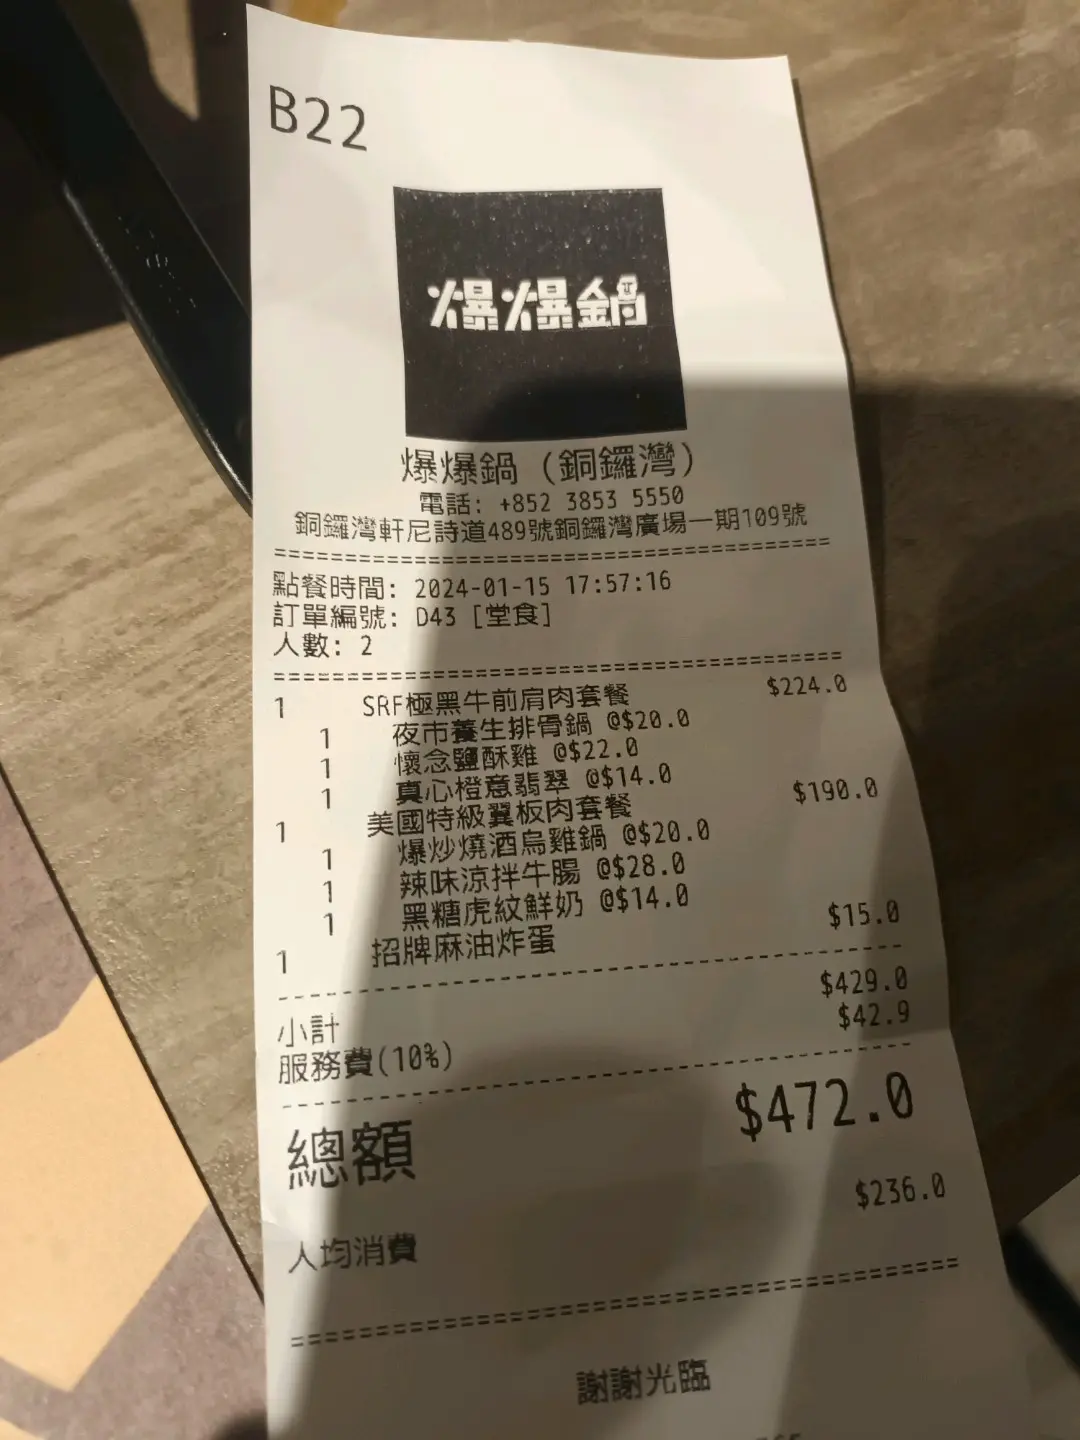 B22
爆爆鍋
爆爆鍋 (銅鑼灣)
電話: +852 3853 5550
銅鑼灣軒尼詩道489號銅鑼灣廣場一期109號
點餐時間: 2024-01-15 17:57:16
訂單編號: D43 [堂食]
人數: 2
1 SRF極黑牛前肩肉套餐 $224.0
1 夜市養生排骨鍋 @$20.0
1 懷念鹽酥雞 @$22.0
1 真心橙意翡翠 @$14.0
1 美國特級翼板肉套餐 $190.0
1 爆炒燒酒烏雞鍋 @$20.0
1 辣味涼拌牛腸 @$28.0
1 黑糖虎紋鮮奶 @$14.0
1 招牌麻油炸蛋 $15.0
小計 $429.0
服務費(10%) $42.9
總額 $472.0
人均消費 $236.0
謝謝光臨